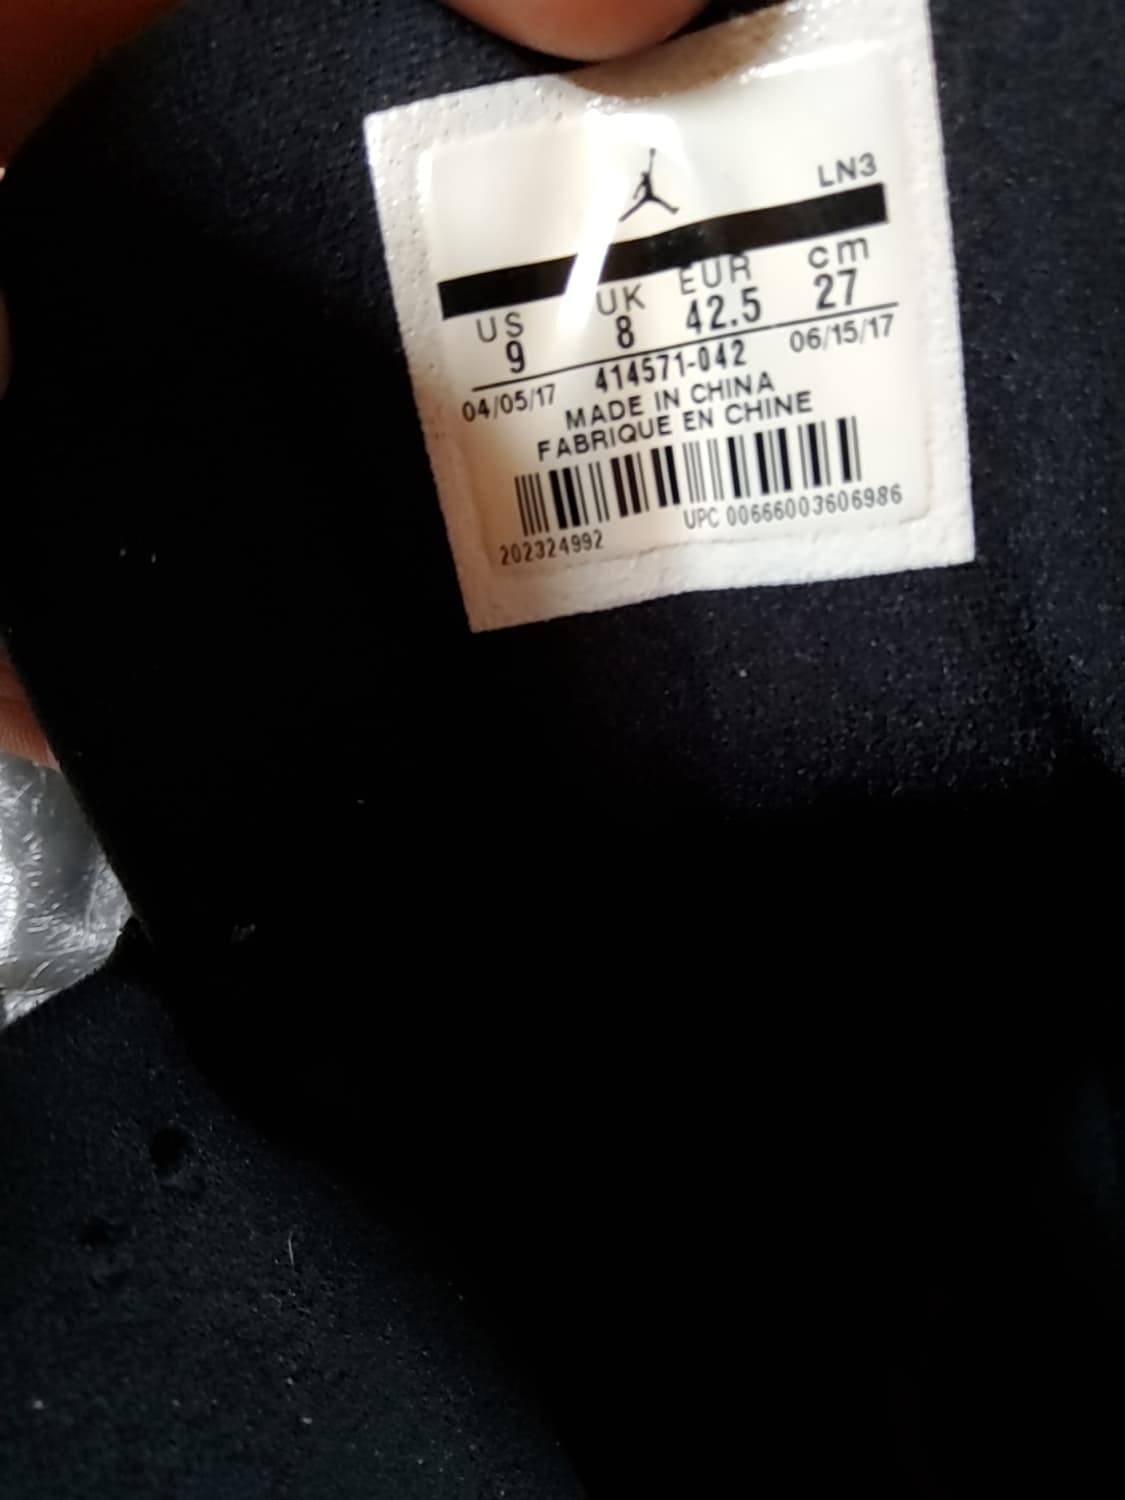 LN3
US UK EUR cm
9 8 42.5 27
04/05/17 414571-042 06/15/17
MADE IN CHINA
FABRIQUE EN CHINE
202324992 UPC 00666003606986